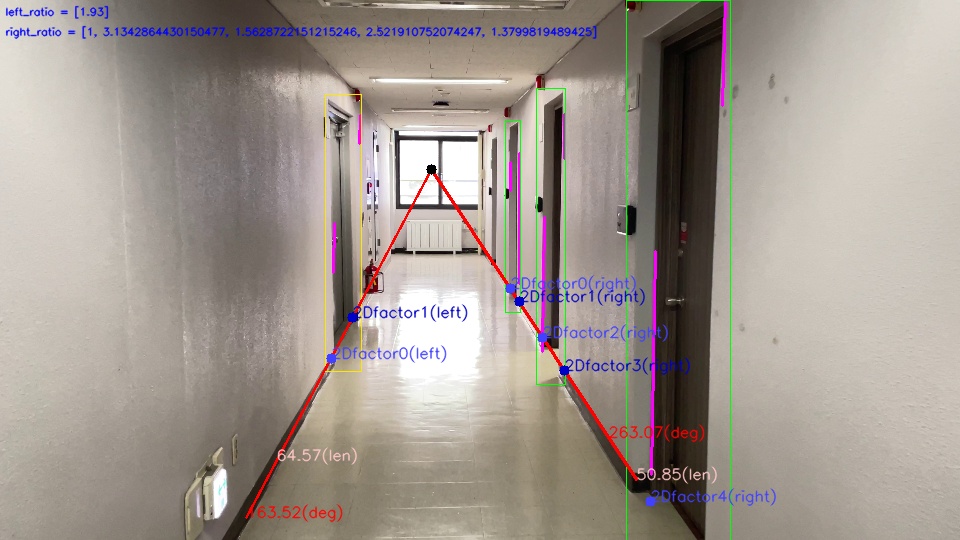 left_ratio = [1.93]
right_ratio = [1, 3.1342864430150477, 1.5628722151215246, 2.521910752074247, 1.3799819489425]
2Dfactor0(right)
2Dfactor1(right)
2Dfactor1(left)
2Dfactor2(right)
2Dfactor0(left)
2Dfactor3(right)
263.07(deg)
64.57(len)
50.85(len)
2Dfactor4(right)
63.52(deg)